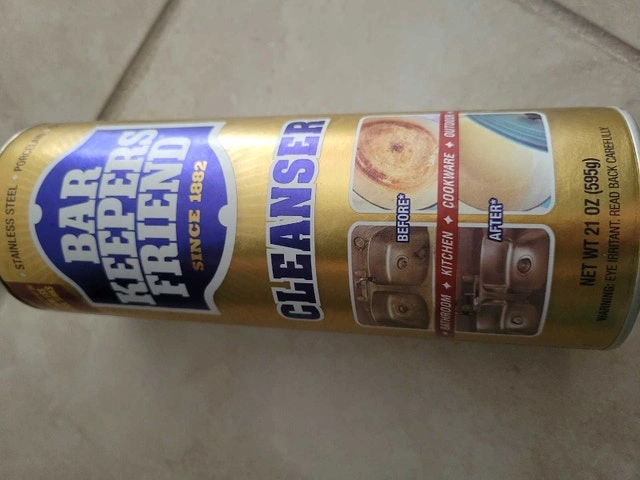 STAINLESS STEEL • PORCELAIN
BAR
KEEPERS
FRIEND
SINCE 1882
CLEANSER
BEFORE*
BATHROOM ✦ KITCHEN ✦ COOKWARE ✦ OUTDOOR
AFTER*
NET WT 21 OZ (595g)
WARNING: EYE IRRITANT. READ BACK CAREFULLY